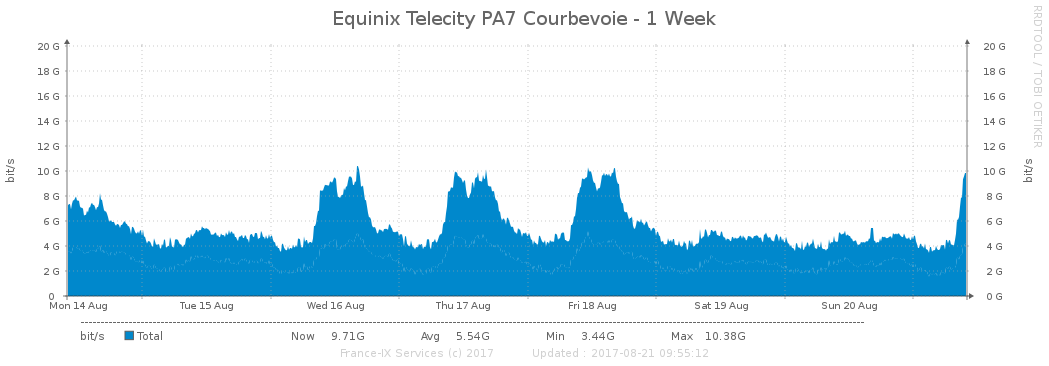 Equinix Telecity PA7 Courbevoie - 1 Week
RRDTOOL / TOBI OETIKER
bit/s
20 G 20 G
18 G 18 G
16 G 16 G
14 G 14 G
12 G 12 G
10 G 10 G
8 G 8 G
6 G 6 G
4 G 4 G
2 G 2 G
0 0 G
bit/s
Mon 14 Aug Tue 15 Aug Wed 16 Aug Thu 17 Aug Fri 18 Aug Sat 19 Aug Sun 20 Aug
bit/s Total Now 9.71G Avg 5.54G Min 3.44G Max 10.38G
France-IX Services (c) 2017 Updated : 2017-08-21 09:55:12